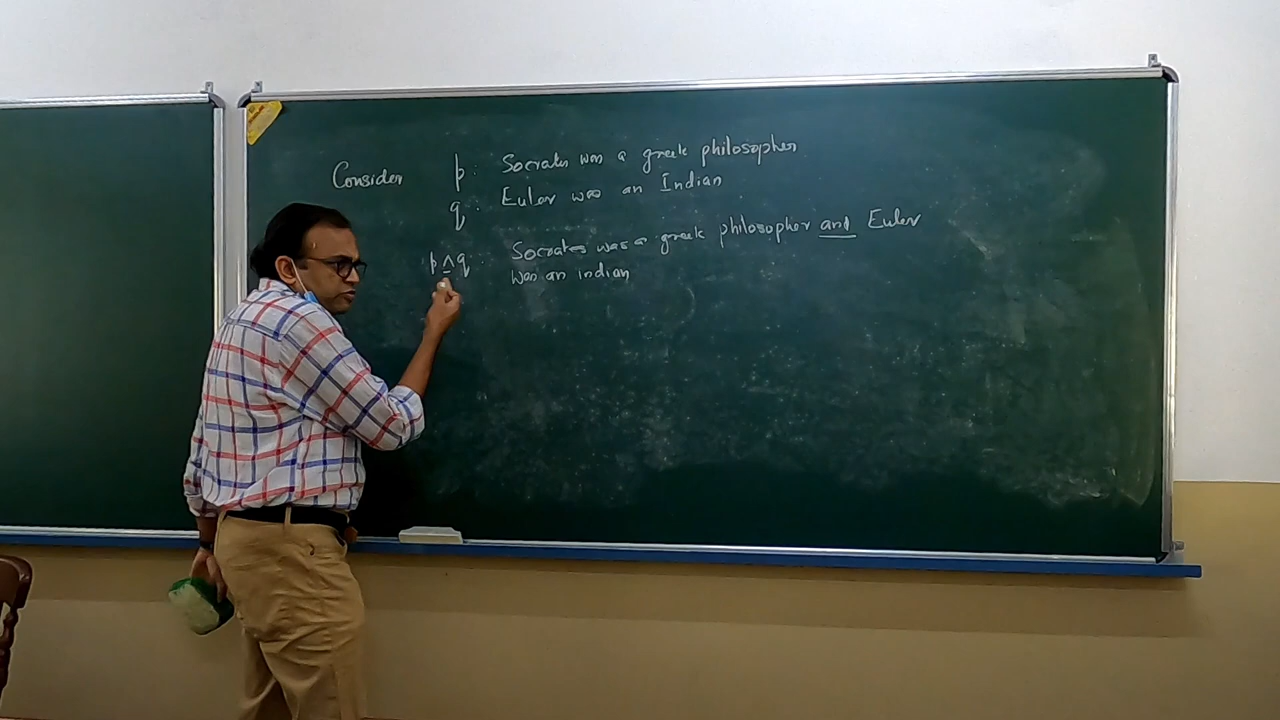 Consider p: Socrates was a greek philosopher
q: Euler was an Indian
p ∧ q: Socrates was a greek philosopher and Euler
was an indian